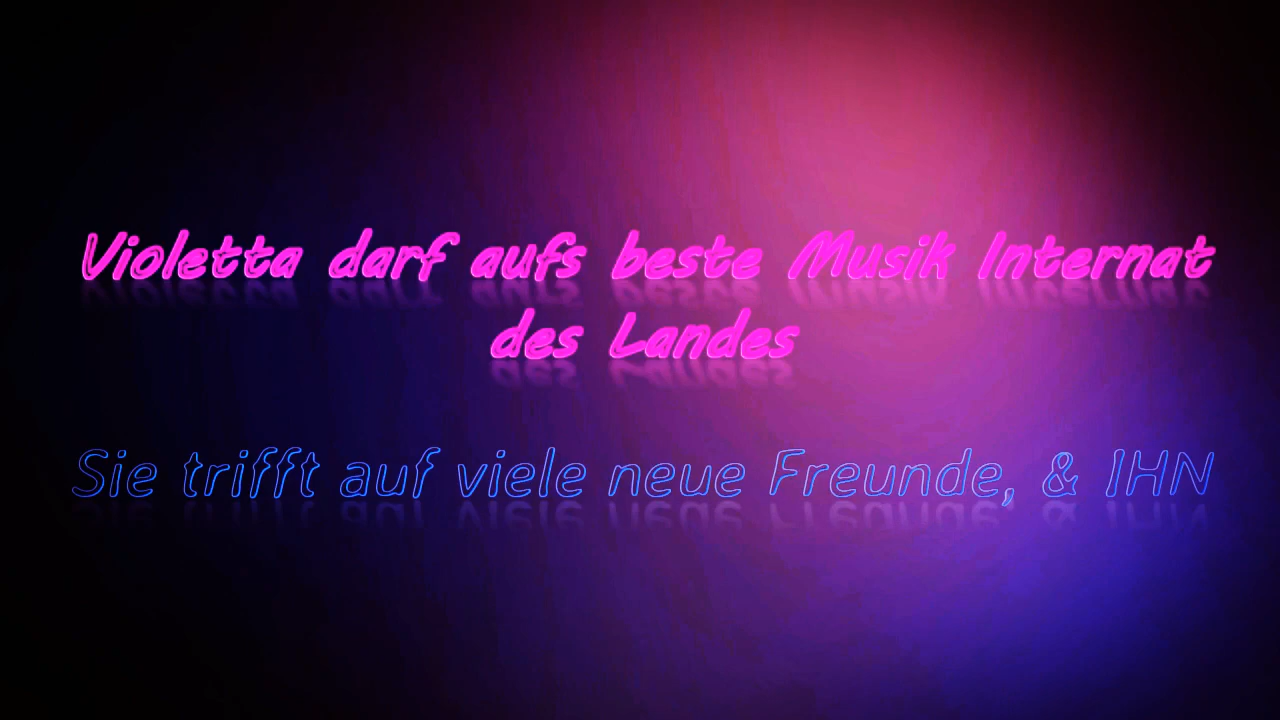 Violetta darf aufs beste Musik Internat
des Landes
Sie trifft auf viele neue Freunde, & IHN